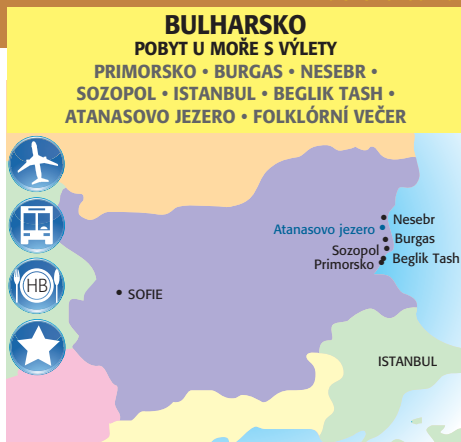 BULHARSKO
POBYT U MOŘE S VÝLETY
PRIMORSKO • BURGAS • NESEBR •
SOZOPOL • ISTANBUL • BEGLIK TASH •
ATANASOVO JEZERO • FOLKLÓRNÍ VEČER
Nesebr
Atanasovo jezero
Burgas
Sozopol
Beglik Tash
Primorsko
HB
SOFIE
ISTANBUL